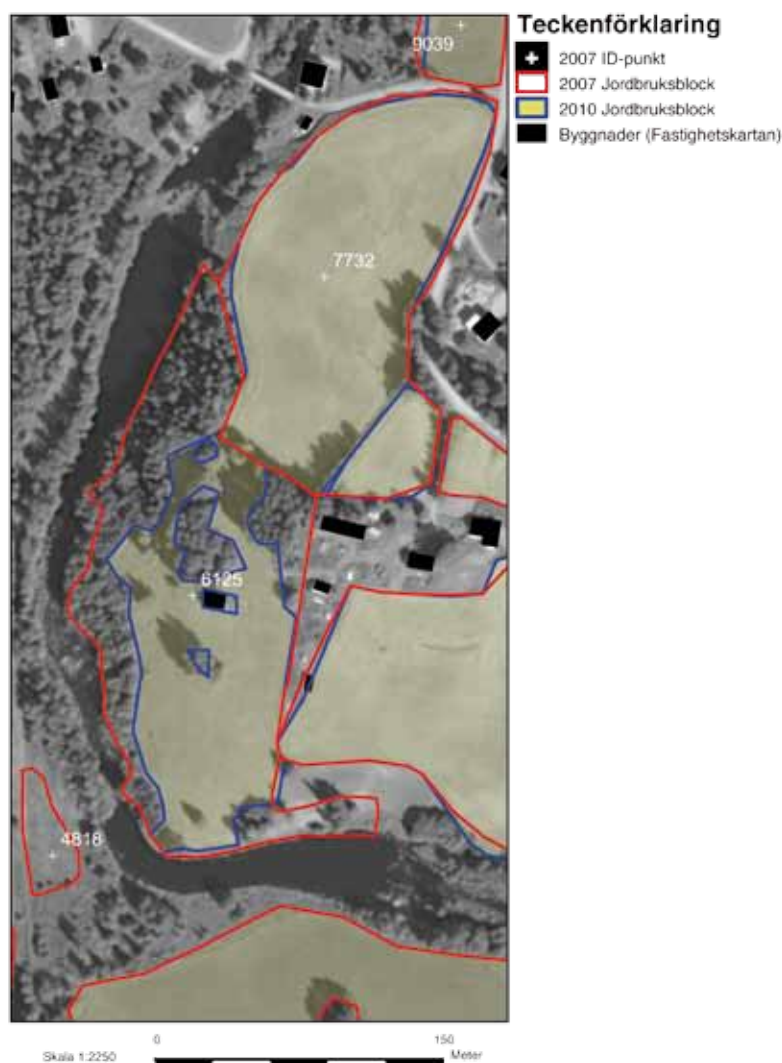 Teckenförklaring
2007 ID-punkt
2007 Jordbruksblock
2010 Jordbruksblock
Byggnader (Fastighetskartan)
9039
7732
6125
4818
0 150
Skala 1:2250 Meter